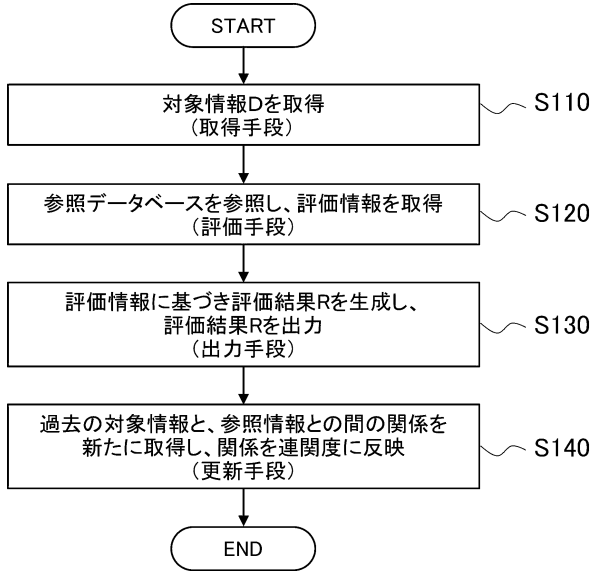 START
対象情報Dを取得
(取得手段)
S110
参照データベースを参照し、評価情報を取得
(評価手段)
S120
評価情報に基づき評価結果Rを生成し、
評価結果Rを出力
(出力手段)
S130
過去の対象情報と、参照情報との間の関係を
新たに取得し、関係を連関度に反映
(更新手段)
S140
END